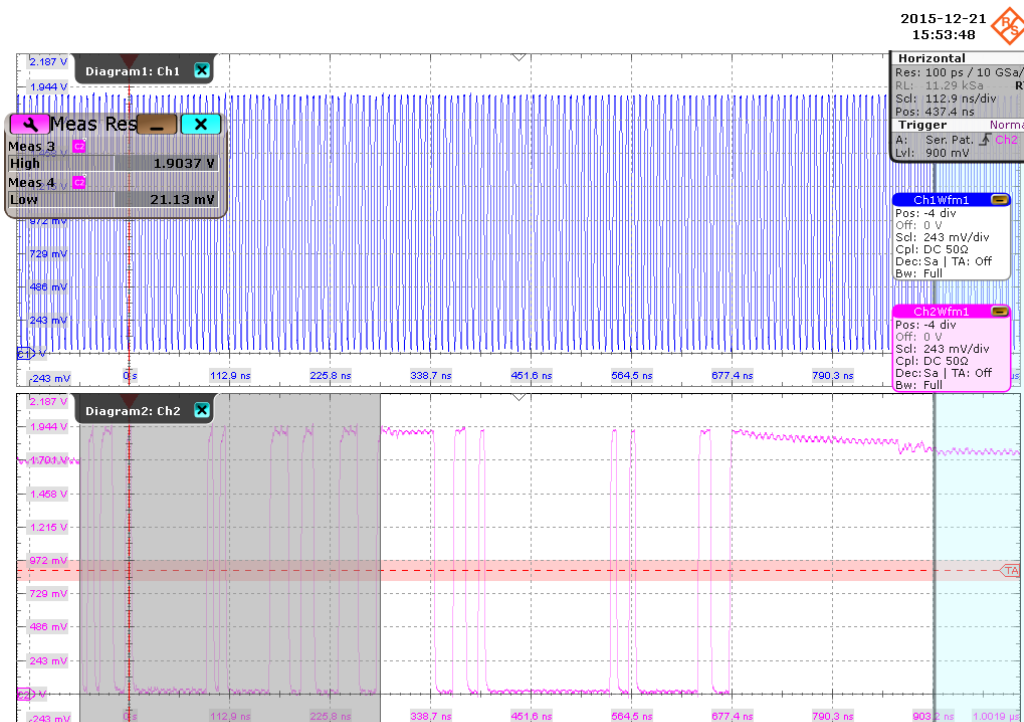 2015-12-21
15:53:48
Diagram1: Ch1
2.187 V
1.944 V
Meas Res
Meas 3 C2
High 1.9037 V
Meas 4 C2
Low 21.13 mV
972 mV
729 mV
486 mV
243 mV
C1 V
-243 mV
0 s 112.9 ns 225.8 ns 338.7 ns 451.6 ns 564.5 ns 677.4 ns 790.3 ns
Horizontal
Res: 100 ps / 10 GSa/
RL: 11.29 kSa R
Scl: 112.9 ns/div
Pos: 437.4 ns
Trigger Norma
A: Ser. Pat. Ch2
Lvl: 900 mV
Ch1Wfm1
Pos: -4 div
Off: 0 V
Scl: 243 mV/div
Cpl: DC 50Ω
Dec: Sa | TA: Off
Bw: Full
Ch2Wfm1
Pos: -4 div
Off: 0 V
Scl: 243 mV/div
Cpl: DC 50Ω
Dec: Sa | TA: Off
Bw: Full
Diagram2: Ch2
2.187 V
1.944 V
1.701 V
1.458 V
1.215 V
972 mV
TA
729 mV
486 mV
243 mV
C2 V
-243 mV
0 s 112.9 ns 225.8 ns 338.7 ns 451.6 ns 564.5 ns 677.4 ns 790.3 ns 903.2 ns 1.0019 µs